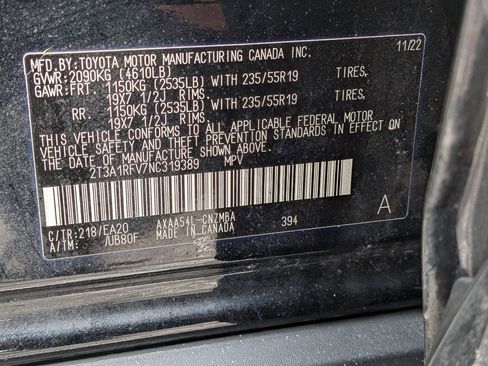 MFD.BY:TOYOTA MOTOR MANUFACTURING CANADA INC. 11/22
GVWR:2090KG (4610LB)
GAWR:FRT. 1150KG (2535LB) WITH 235/55R19 TIRES,
19X7 1/2J RIMS.
RR 1150KG (2535LB) WITH 235/55R19 TIRES,
19X7 1/2J RIMS.
THIS VEHICLE CONFORMS TO ALL APPLICABLE FEDERAL MOTOR
VEHICLE SAFETY AND THEFT PREVENTION STANDARDS IN EFFECT ON
THE DATE OF MANUFACTURE SHOWN ABOVE.
2T3A1RFV7NC319389 MPV
C/TR:218/EA20 AXAA54L-CNZMBA 394 A
A/TM: /UB80F MADE IN CANADA